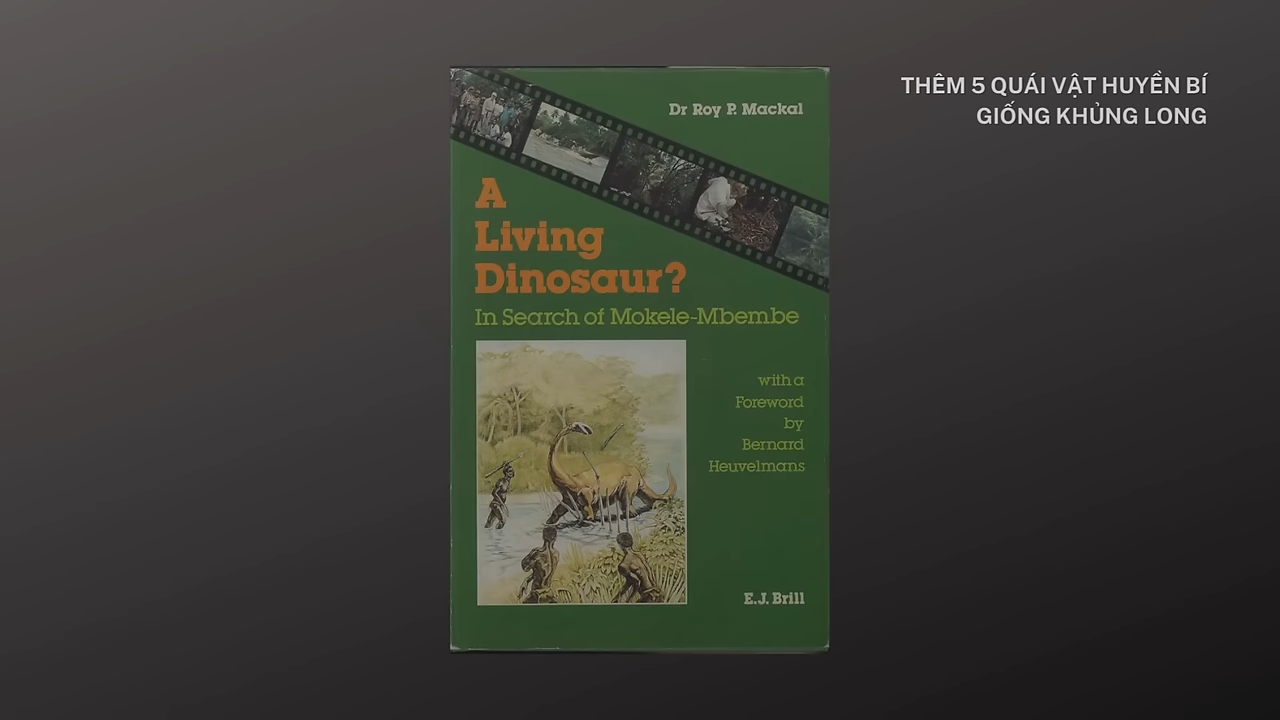 THÊM 5 QUÁI VẬT HUYỀN BÍ
GIỐNG KHỦNG LONG
Dr Roy P. Mackal
A
Living
Dinosaur?
In Search of Mokele-Mbembe
with a
Foreword
by
Bernard
Heuvelmans
E.J. Brill